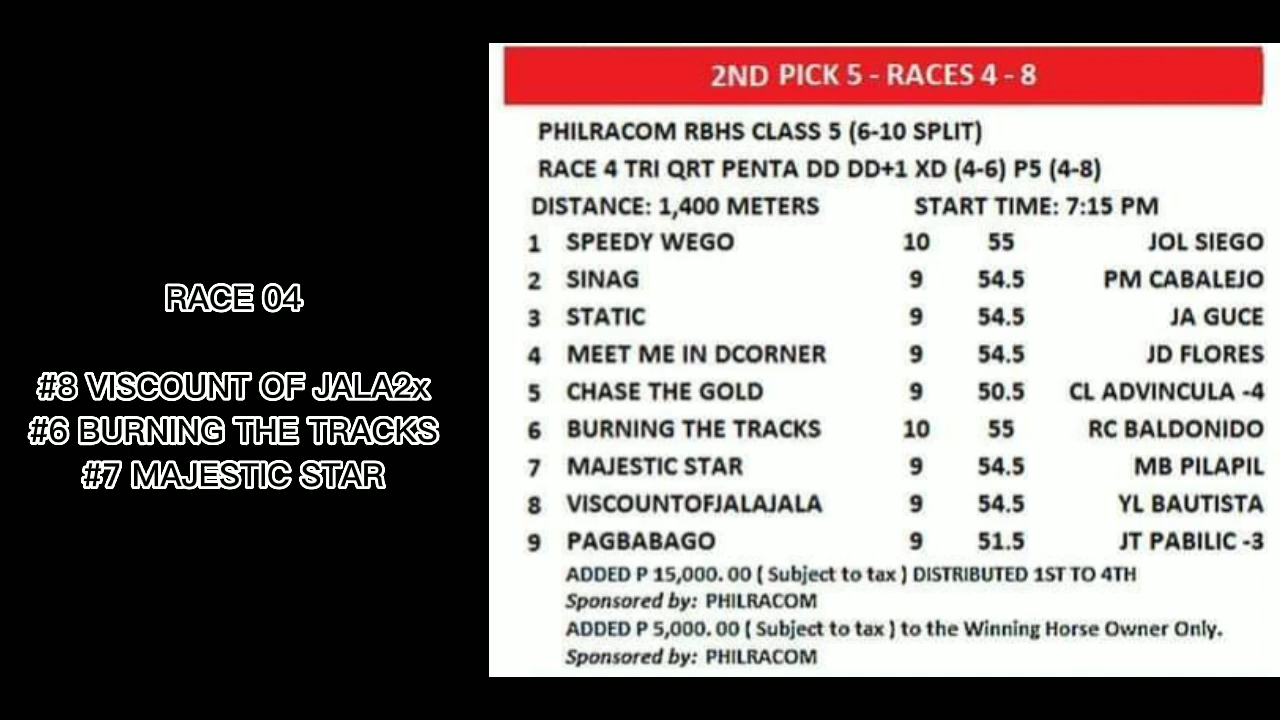 RACE 04
#8 VISCOUNT OF JALA2x
#6 BURNING THE TRACKS
#7 MAJESTIC STAR
2ND PICK 5 - RACES 4 - 8
PHILRACOM RBHS CLASS 5 (6-10 SPLIT)
RACE 4 TRI QRT PENTA DD DD+1 XD (4-6) P5 (4-8)
DISTANCE: 1,400 METERS START TIME: 7:15 PM
1 SPEEDY WEGO 10 55 JOL SIEGO
2 SINAG 9 54.5 PM CABALEJO
3 STATIC 9 54.5 JA GUCE
4 MEET ME IN DCORNER 9 54.5 JD FLORES
5 CHASE THE GOLD 9 50.5 CL ADVINCULA -4
6 BURNING THE TRACKS 10 55 RC BALDONIDO
7 MAJESTIC STAR 9 54.5 MB PILAPIL
8 VISCOUNTOFJALAJALA 9 54.5 YL BAUTISTA
9 PAGBABAGO 9 51.5 JT PABILIC -3
ADDED P 15,000.00 ( Subject to tax ) DISTRIBUTED 1ST TO 4TH
Sponsored by: PHILRACOM
ADDED P 5,000.00 ( Subject to tax ) to the Winning Horse Owner Only.
Sponsored by: PHILRACOM